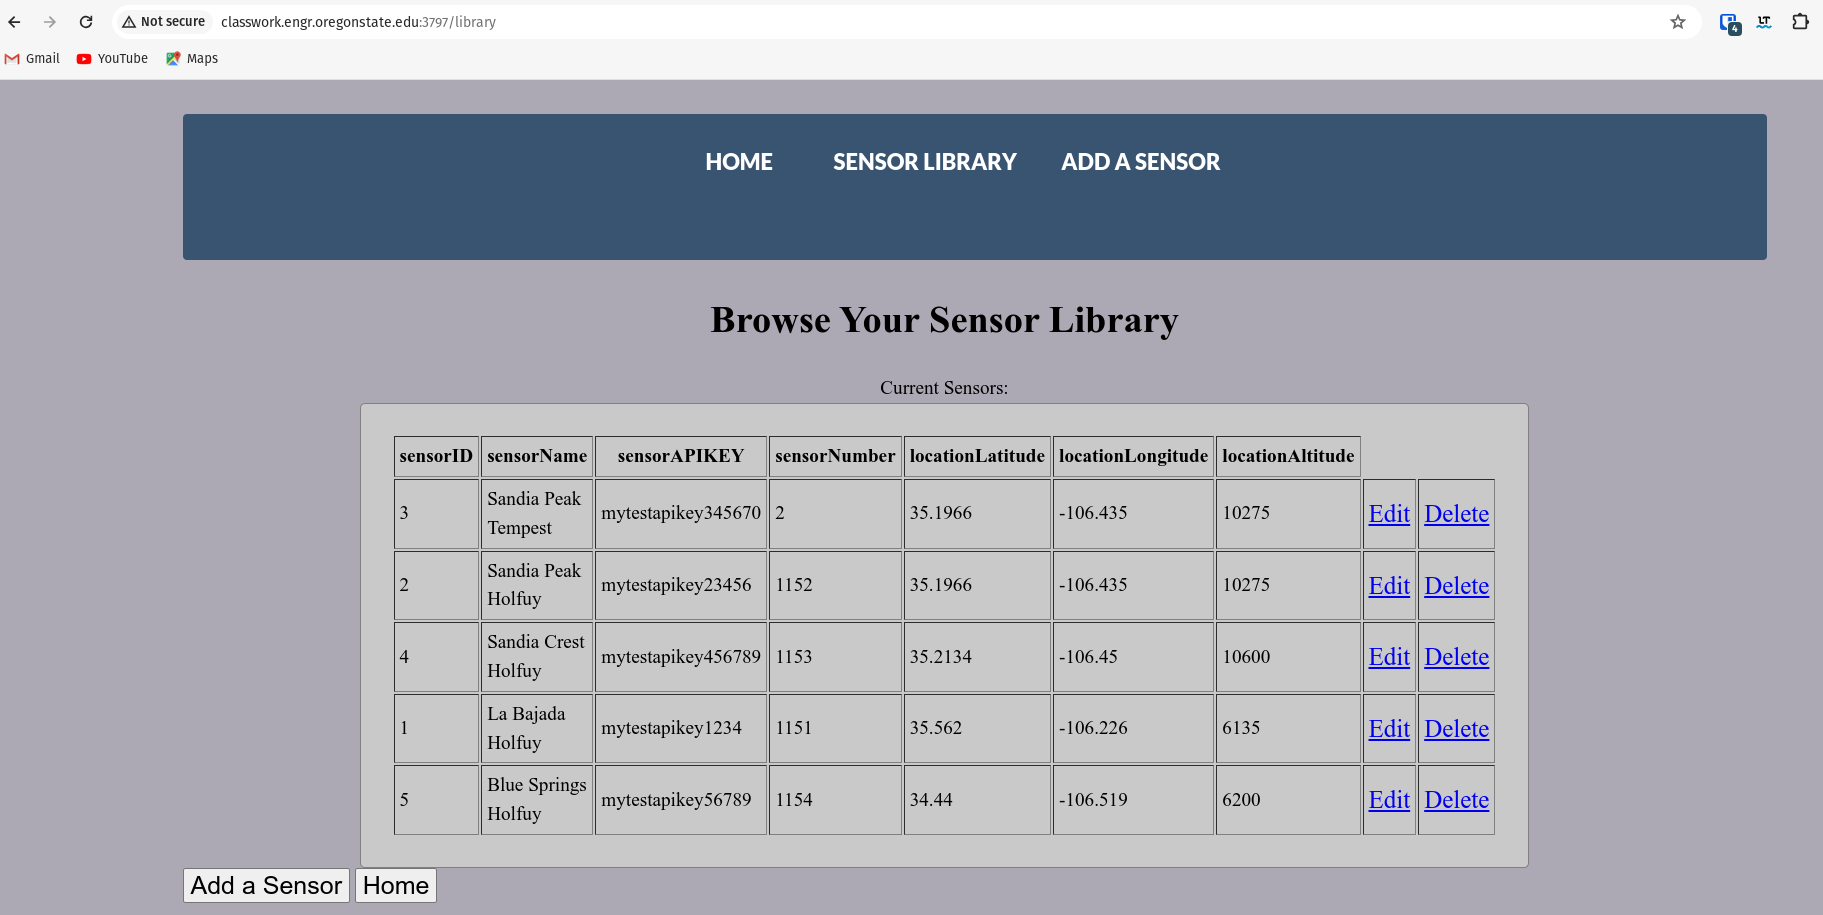 Not secure classwork.engr.oregonstate.edu:3797/library
4 LT
Gmail YouTube Maps
HOME SENSOR LIBRARY ADD A SENSOR
Browse Your Sensor Library
Current Sensors:
sensorID sensorName sensorAPIKEY sensorNumber locationLatitude locationLongitude locationAltitude
3 Sandia Peak Tempest mytestapikey345670 2 35.1966 -106.435 10275 Edit Delete
2 Sandia Peak Holfuy mytestapikey23456 1152 35.1966 -106.435 10275 Edit Delete
4 Sandia Crest Holfuy mytestapikey456789 1153 35.2134 -106.45 10600 Edit Delete
1 La Bajada Holfuy mytestapikey1234 1151 35.562 -106.226 6135 Edit Delete
5 Blue Springs Holfuy mytestapikey56789 1154 34.44 -106.519 6200 Edit Delete
Add a Sensor Home